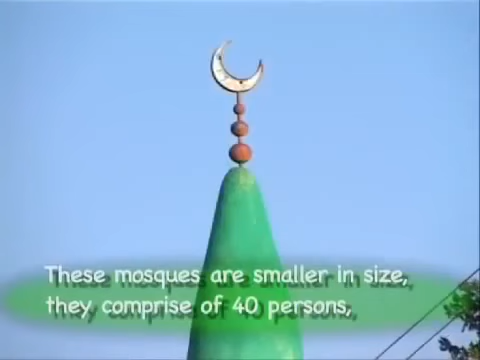 These mosques are smaller in size,
they comprise of 40 persons,